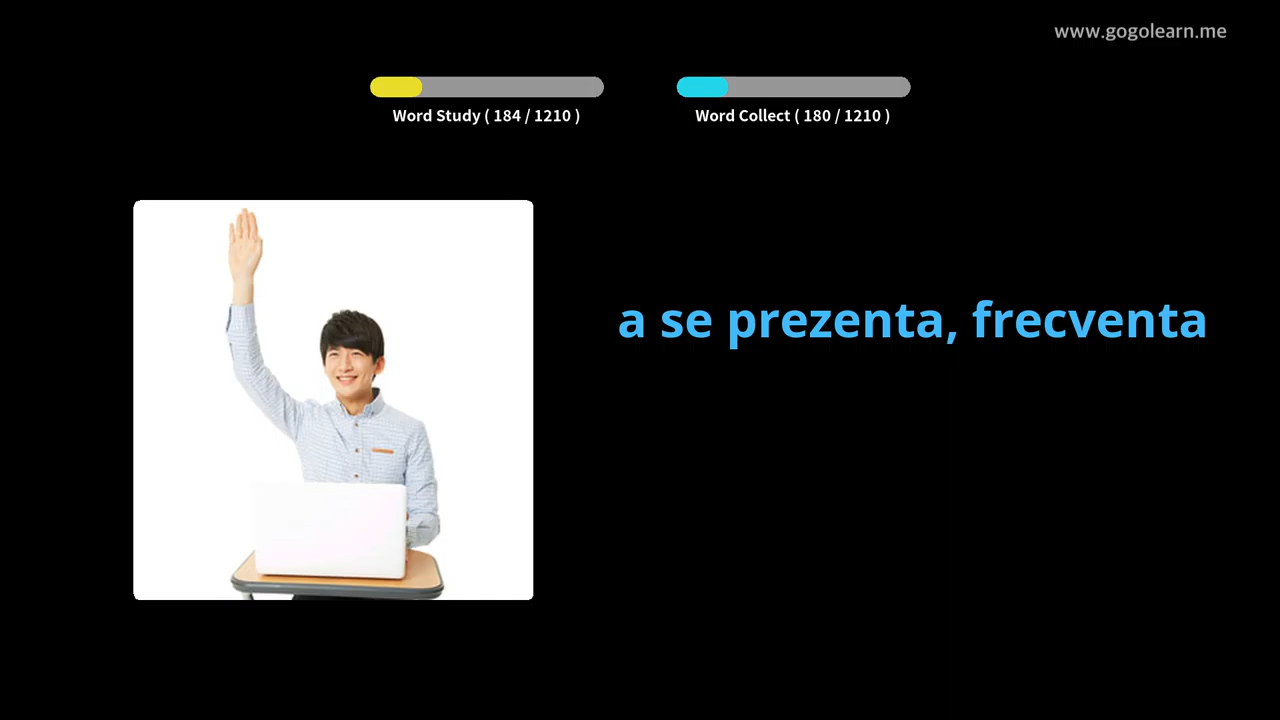 www.gogolearn.me
Word Study ( 184 / 1210 )
Word Collect ( 180 / 1210 )
a se prezenta, frecventa